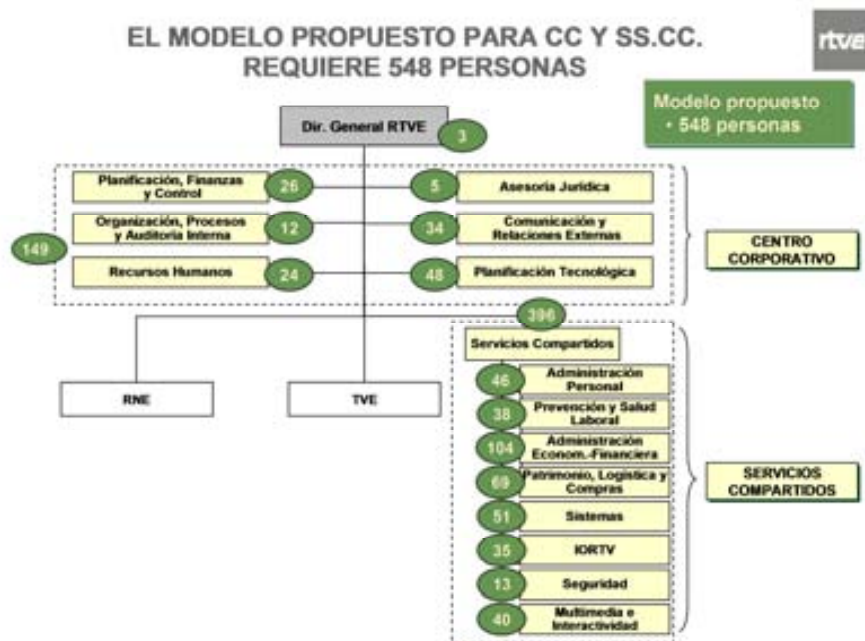 EL MODELO PROPUESTO PARA CC Y SS.CC.
REQUIERE 548 PERSONAS
rtve
Modelo propuesto
• 548 personas
Dir. General RTVE
3
Planificación, Finanzas
y Control
26
5
Asesoría Jurídica
Organización, Procesos
y Auditoría Interna
12
34
Comunicación y
Relaciones Externas
149
Recursos Humanos
24
48
Planificación Tecnológica
CENTRO
CORPORATIVO
396
Servicios Compartidos
RNE
TVE
46
Administración
Personal
38
Prevención y Salud
Laboral
104
Administración
Econom.-Financiera
69
Patrimonio, Logística y
Compras
51
Sistemas
35
IORTV
13
Seguridad
40
Multimedia e
Interactividad
SERVICIOS
COMPARTIDOS